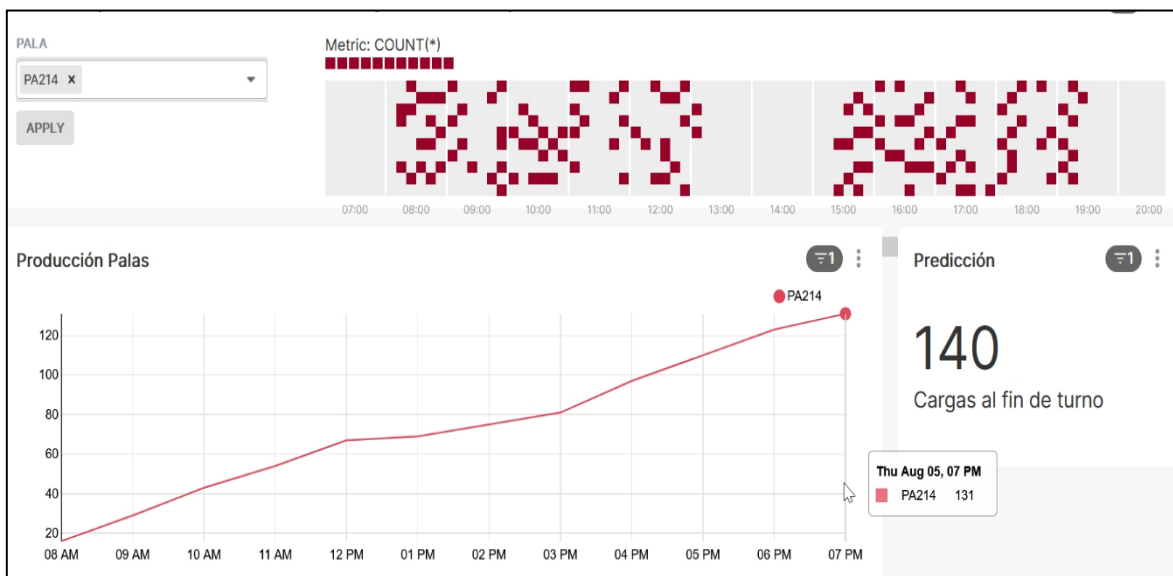 PALA
PA214 x
APPLY
Metric: COUNT(*)
07:00 08:00 09:00 10:00 11:00 12:00 13:00 14:00 15:00 16:00 17:00 18:00 19:00 20:00
Producción Palas
1
PA214
120
100
80
60
40
20
08 AM 09 AM 10 AM 11 AM 12 PM 01 PM 02 PM 03 PM 04 PM 05 PM 06 PM 07 PM
Predicción
1
140
Cargas al fin de turno
Thu Aug 05, 07 PM
PA214 131